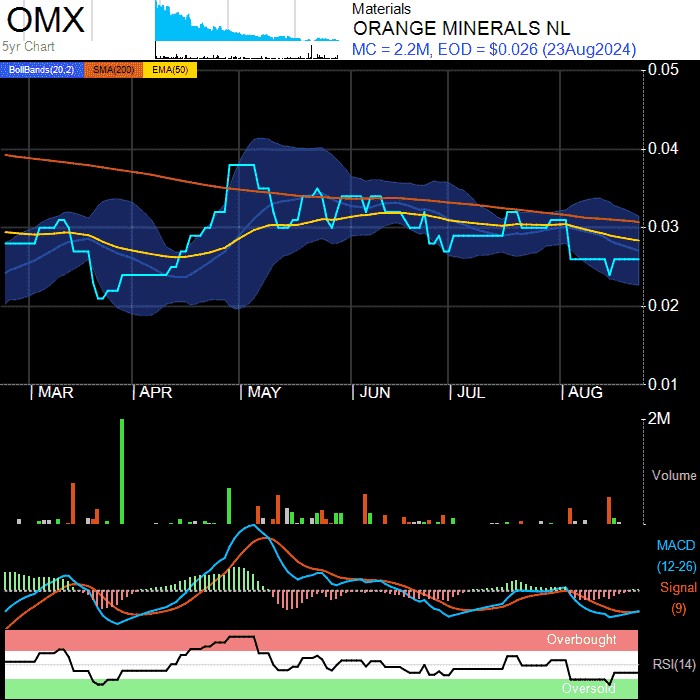 OMX
5yr Chart
Materials
ORANGE MINERALS NL
MC = 2.2M, EOD = $0.026 (23Aug2024)
BollBands(20,2) SMA(200) EMA(50)
0.05
0.04
0.03
0.02
0.01
MAR APR MAY JUN JUL AUG
2M
Volume
MACD
(12-26)
Signal
(9)
Overbought
RSI(14)
Oversold